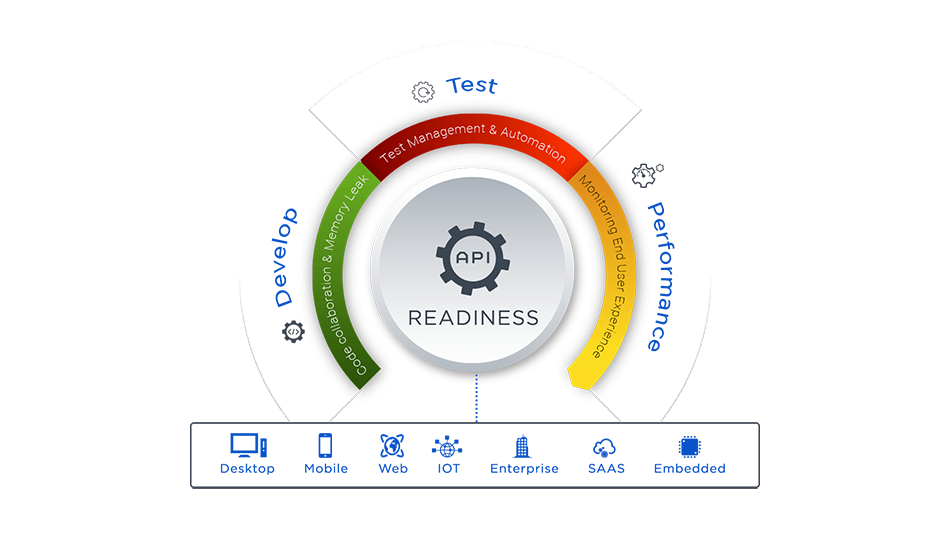 Test
Test Management & Automation
Develop
Code collaboration & Memory Leak
Performance
Monitoring End User Experience
API
READINESS
Desktop
Mobile
Web
IOT
Enterprise
SAAS
Embedded